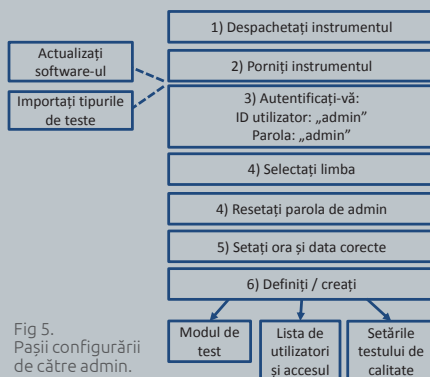 1) Despachetați instrumentul
Actualizați
software-ul
2) Porniți instrumentul
Importați tipurile
de teste
3) Autentificați-vă:
ID utilizator: „admin”
Parola: „admin”
4) Selectați limba
4) Resetați parola de admin
5) Setați ora și data corecte
6) Definiți / creați
Modul de
test
Lista de
utilizatori
și accesul
Setările
testului de
calitate
Fig 5.
Pașii configurării
de către admin.